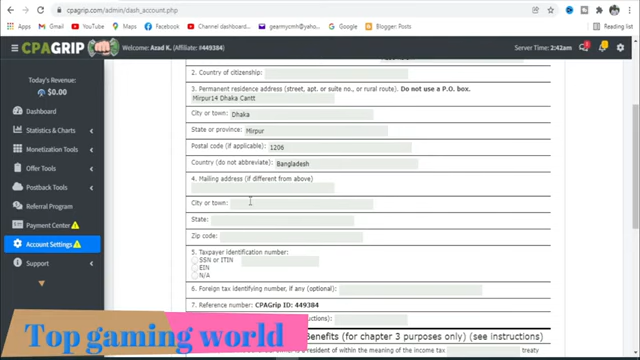 cpagrip.com/admin/dash_account.php
Gmail
YouTube
Maps
Facebook
Channel dashboard...
gearmycmh@yahoo...
Google
Blogger: Posts
Reading list
CPAGRIP
Welcome: Azad K. (Affiliate: #449384)
Server Time: 2:42am
Today's Revenue:
$0.00
Dashboard
Statistics & Charts
Monetization Tools
Offer Tools
Postback Tools
Referral Program
Payment Center
Account Settings
Support
2. Country of citizenship:
3. Permanent residence address (street, apt. or suite no., or rural route). Do not use a P.O. box.
Mirpur14 Dhaka Cantt
City or town: Dhaka
State or province: Mirpur
Postal code (if applicable): 1206
Country (do not abbreviate): Bangladesh
4. Mailing address (if different from above)
City or town:
State:
Zip code:
5. Taxpayer identification number:
SSN or ITIN
EIN
N/A
6. Foreign tax identifying number, if any (optional):
7. Reference number: CPAGrip ID: 449384
structions):
Benefits (for chapter 3 purposes only) (see instructions)
is a resident of within the meaning of the income tax treaty
Top gaming world